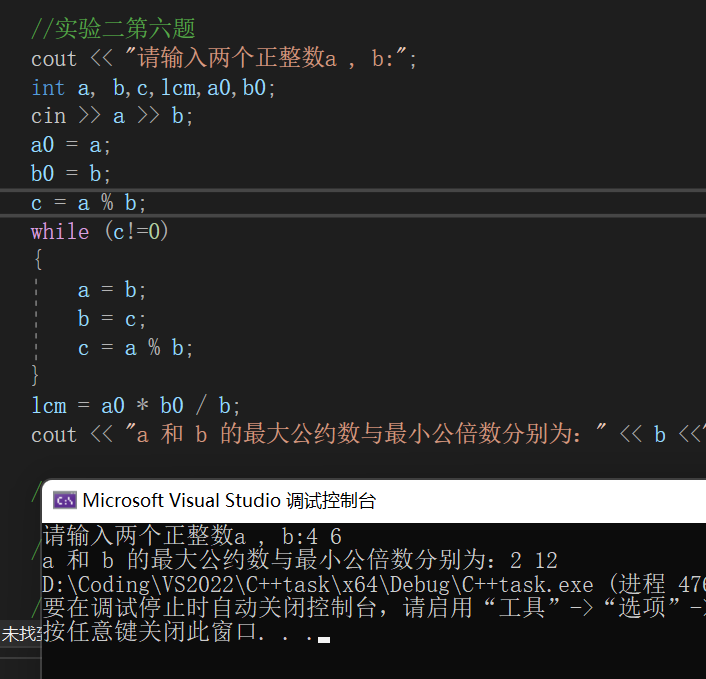 //实验二第六题
cout << "请输入两个正整数a , b:";
int a, b,c,lcm,a0,b0;
cin >> a >> b;
a0 = a;
b0 = b;
c = a % b;
while (c!=0)
{
a = b;
b = c;
c = a % b;
}
lcm = a0 * b0 / b;
cout << "a 和 b 的最大公约数与最小公倍数分别为：" << b <<"
/
Microsoft Visual Studio 调试控制台
请输入两个正整数a , b:4 6
/
a 和 b 的最大公约数与最小公倍数分别为：2 12
D:\Coding\VS2022\C++task\x64\Debug\C++task.exe (进程 476
要在调试停止时自动关闭控制台，请启用“工具”->“选项”->
/
未找到
按任意键关闭此窗口. . .